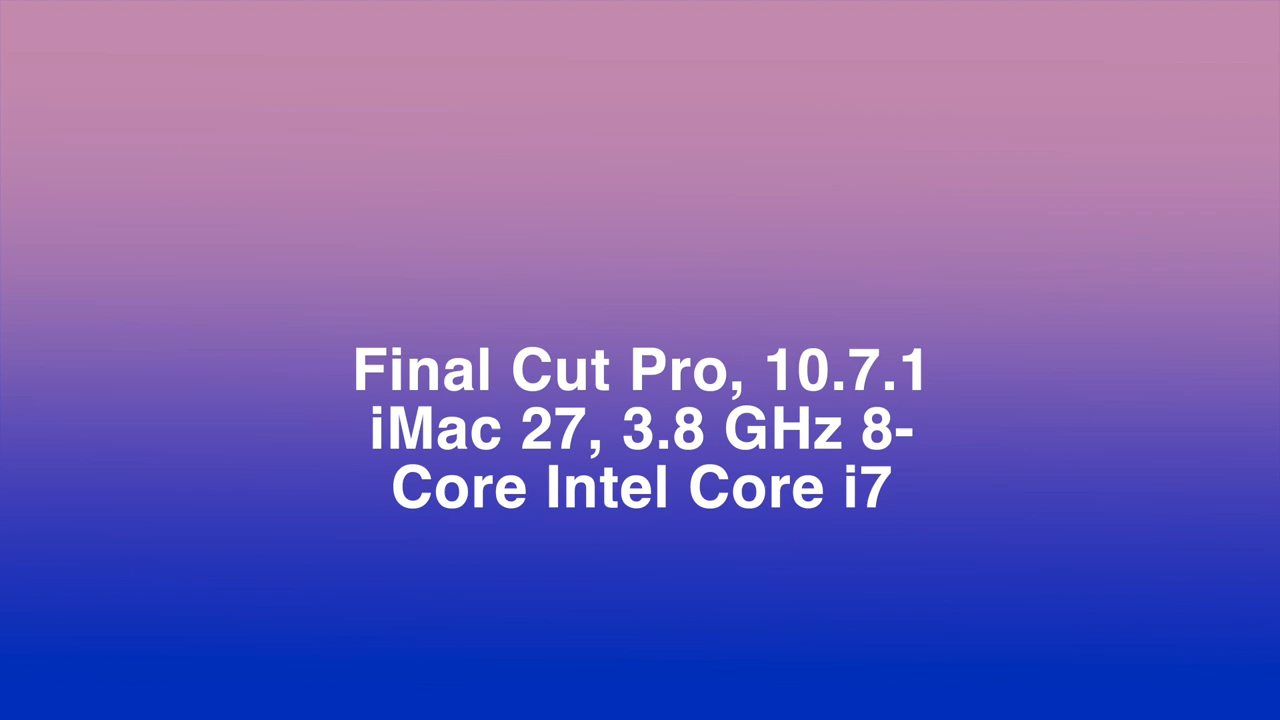 Final Cut Pro, 10.7.1
iMac 27, 3.8 GHz 8-
Core Intel Core i7